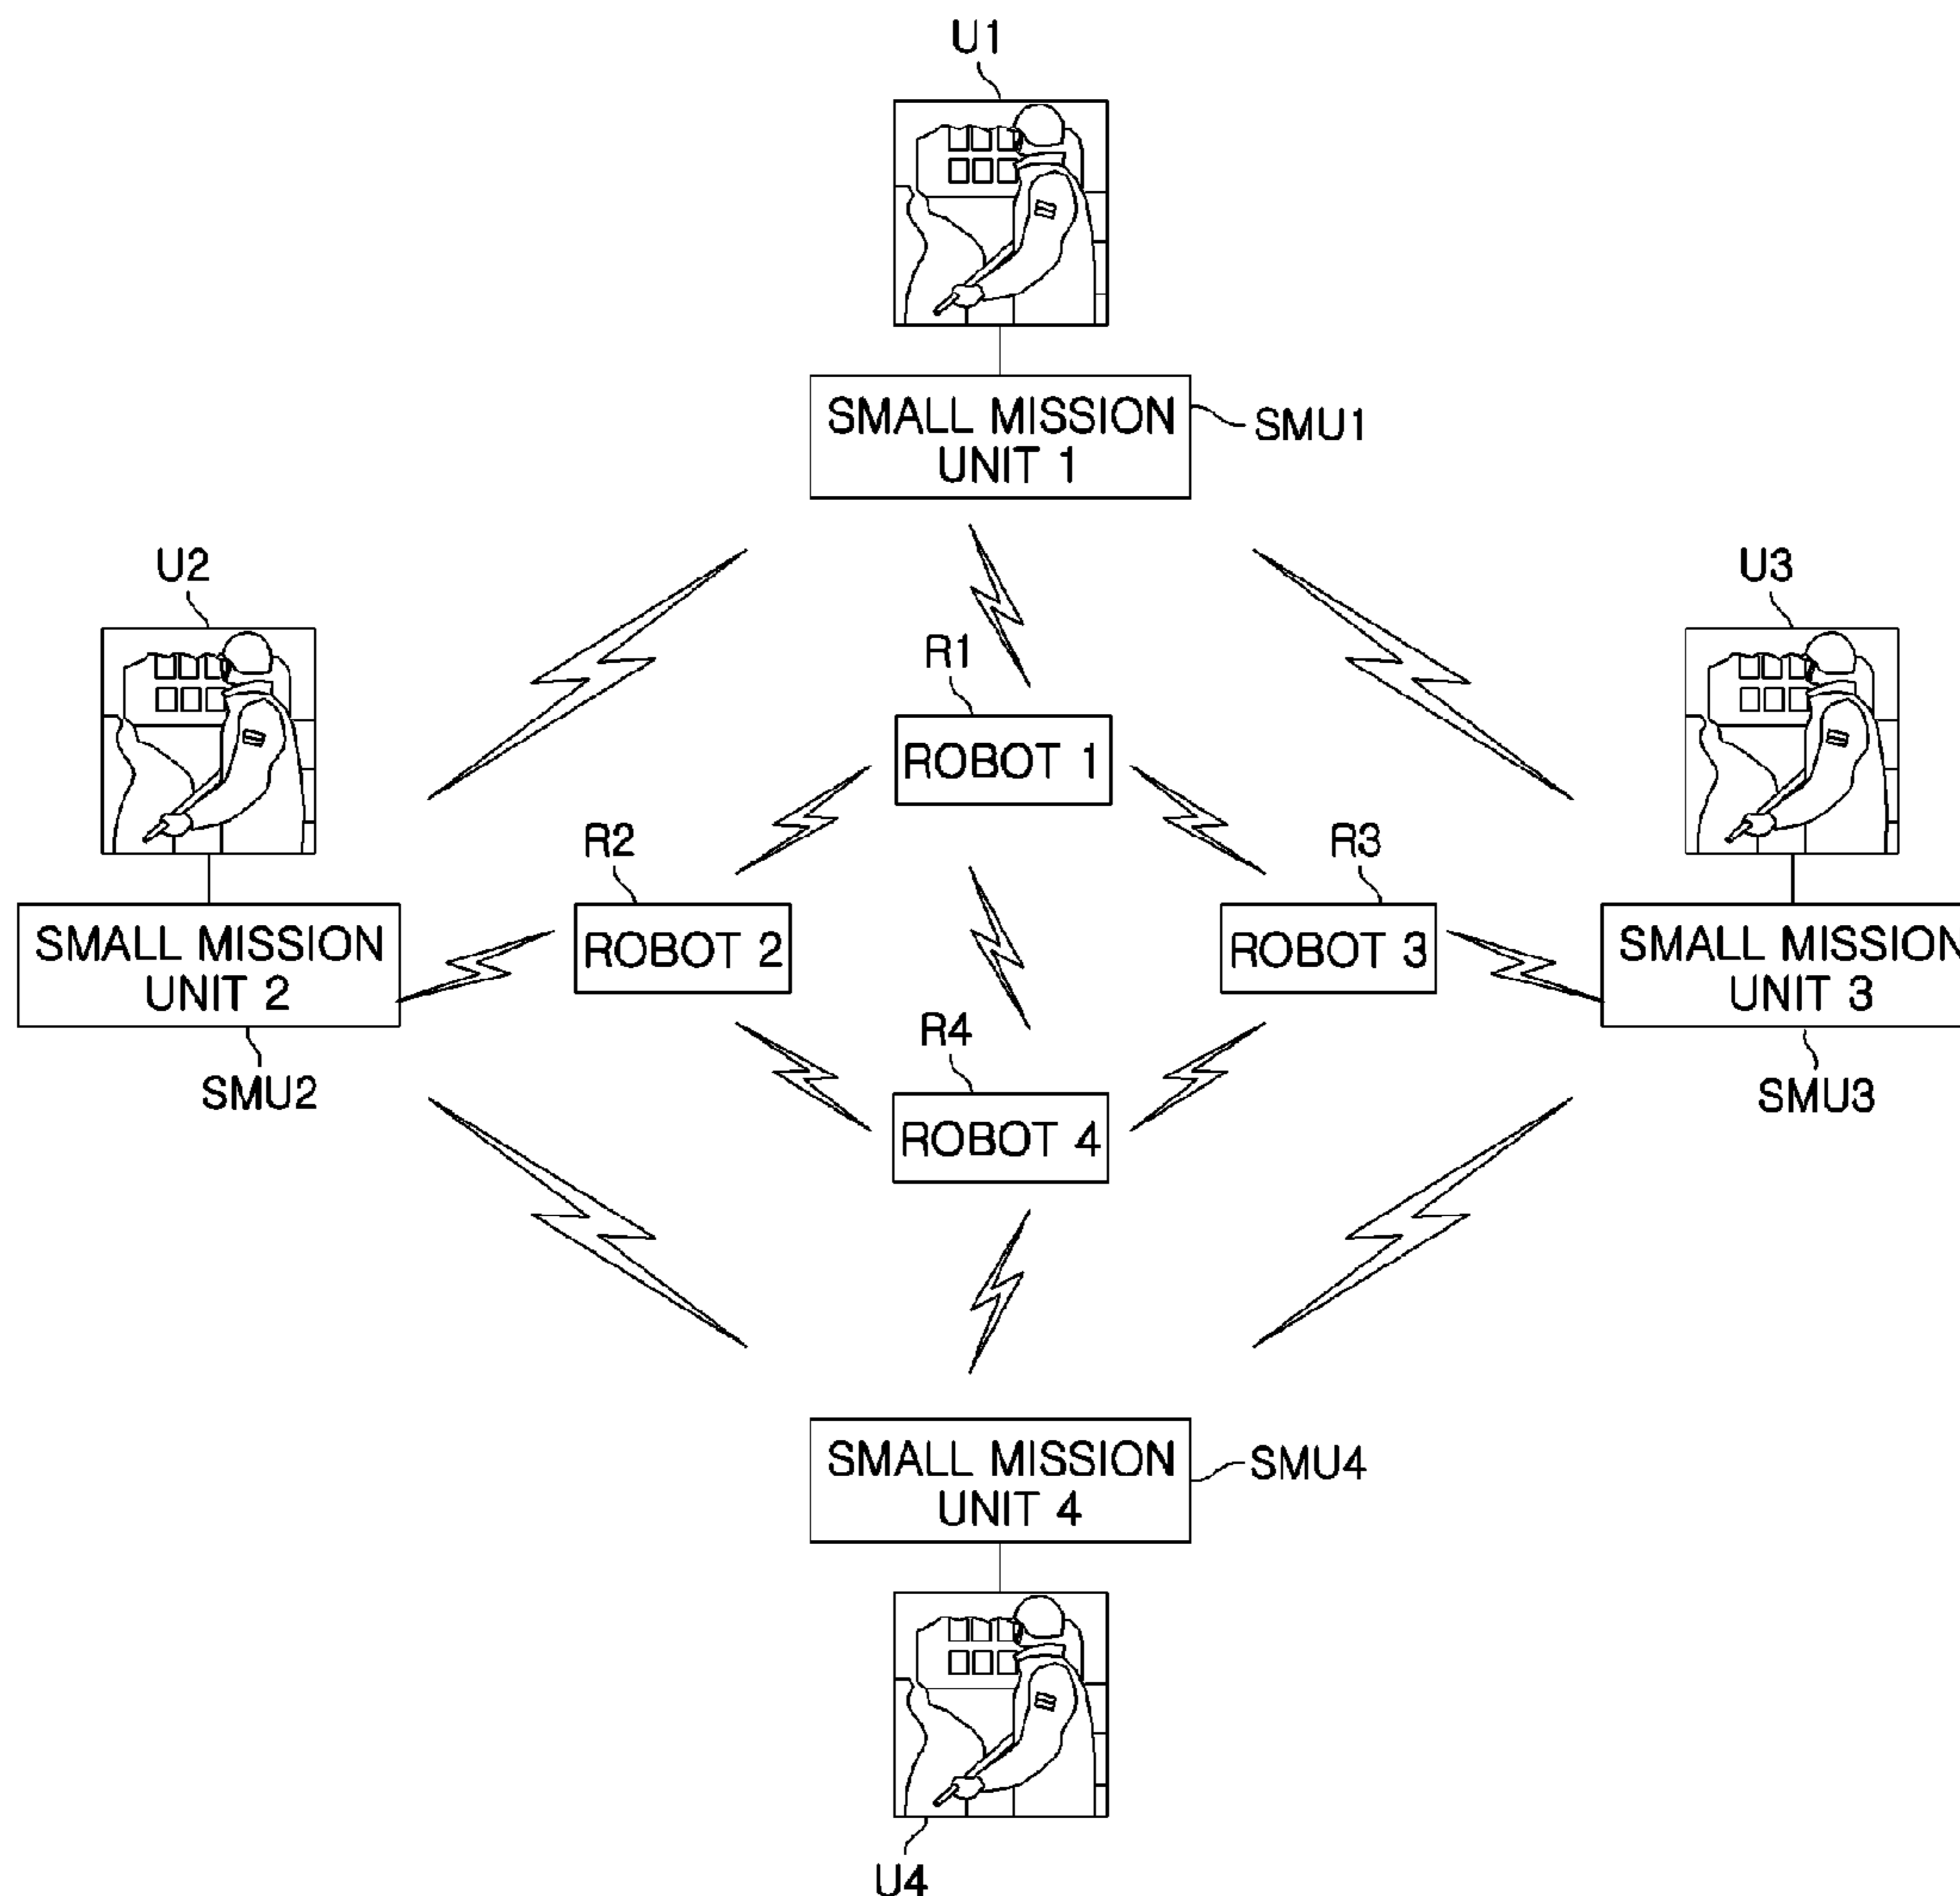 U1
SMALL MISSION
UNIT 1
SMU1
U2
U3
R1
ROBOT 1
R2
R3
SMALL MISSION
UNIT 2
ROBOT 2
ROBOT 3
SMALL MISSION
UNIT 3
SMU2
R4
ROBOT 4
SMU3
SMALL MISSION
UNIT 4
SMU4
U4